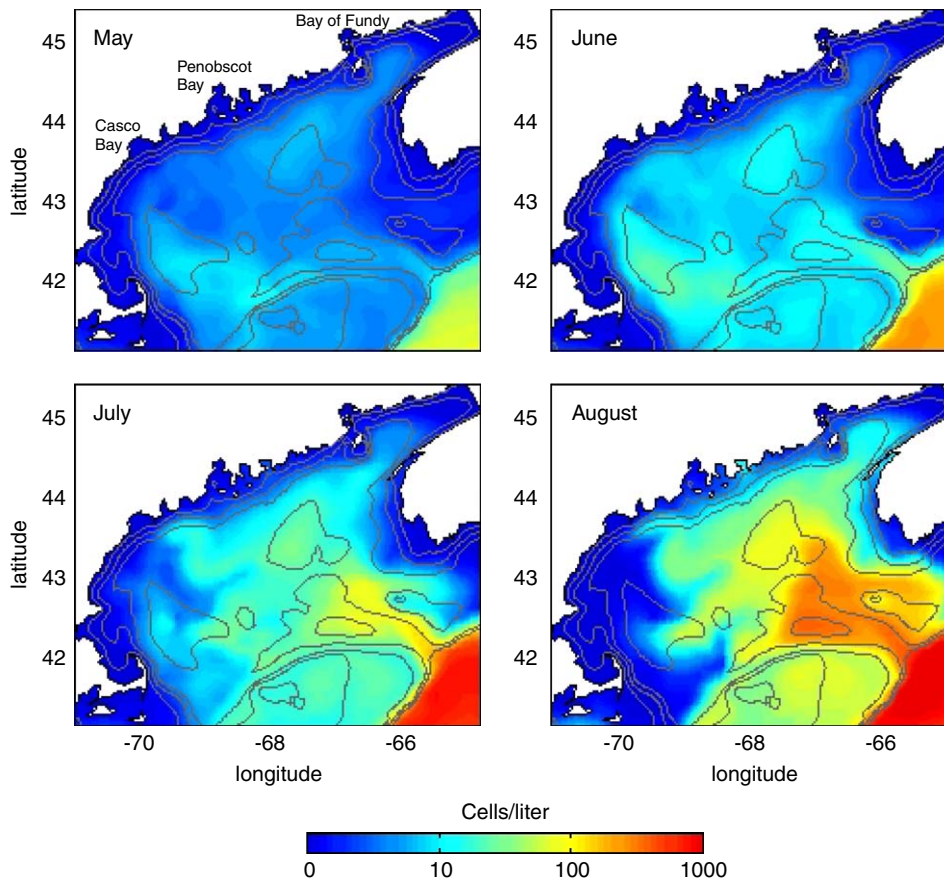 May
Bay of Fundy
Penobscot
Bay
Casco
Bay
45
44
43
42
latitude
June
45
44
43
42
July
45
44
43
42
latitude
-70
-68
-66
longitude
August
45
44
43
42
-70
-68
-66
longitude
Cells/liter
0
10
100
1000